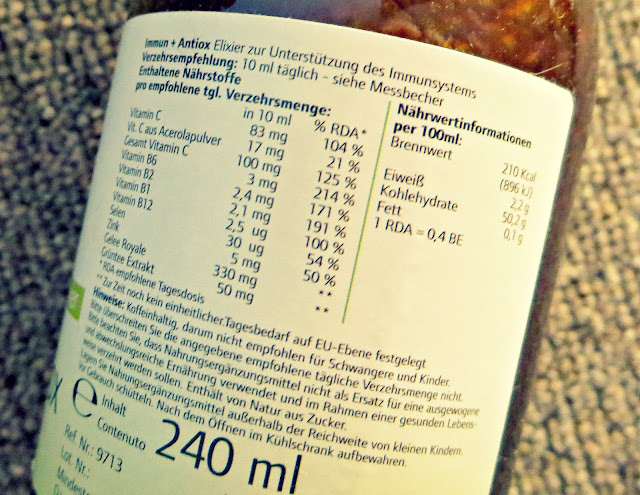 Immun + Antiox Elixier zur Unterstützung des Immunsystems
Verzehrsempfehlung: 10 ml täglich – siehe Messbecher
Enthaltene Nährstoffe
pro empfohlene tgl. Verzehrsmenge:
in 10 ml % RDA*
Vitamin C 83 mg 104 %
Vit. C aus Acerolapulver 17 mg 21 %
Gesamt Vitamin C 100 mg 125 %
Vitamin B6 3 mg 214 %
Vitamin B2 2,4 mg 171 %
Vitamin B1 2,1 mg 191 %
Vitamin B12 2,5 ug 100 %
Selen 30 ug 54 %
Zink 5 mg 50 %
Gelee Royale 330 mg **
Grüntee Extrakt 50 mg **
* RDA empfohlene Tagesdosis
** Zur Zeit noch kein einheitlicher.Tagesbedarf auf EU-Ebene festgelegt
Nährwertinformationen
per 100ml:
Brennwert 210 Kcal
(896 kJ)
Eiweiß 2,2g
Kohlehydrate 50,2g
Fett 0,1g
1 RDA = 0,4 BE
Hinweise: Koffeinhaltig, darum nicht empfohlen für Schwangere und Kinder.
Bitte überschreiten Sie die angegebene empfohlene tägliche Verzehrsmenge nicht.
Bitte beachten Sie, dass Nahrungsergänzungsmittel nicht als Ersatz für eine ausgewogene
und abwechslungsreiche Ernährung verwendet und im Rahmen einer gesunden Lebens-
weise verzehrt werden sollen. Enthält von Natur aus Zucker.
Lagern Sie Nahrungsergänzungsmittel außerhalb der Reichweite von kleinen Kindern.
Vor Gebrauch schütteln. Nach dem Öffnen im Kühlschrank aufbewahren.
e Inhalt
Contenuto 240 ml
Ref. Nr.: 9713
Lot. Nr.: